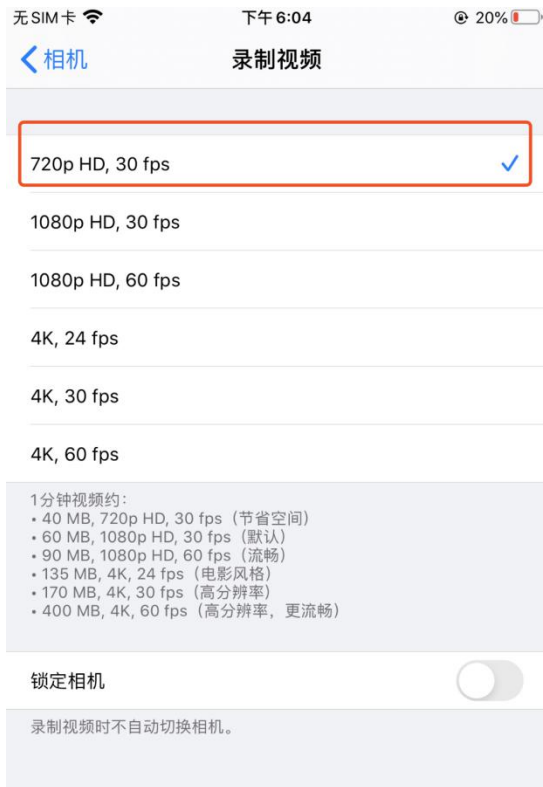 无SIM卡 下午6:04 20%
相机 录制视频
720p HD, 30 fps
1080p HD, 30 fps
1080p HD, 60 fps
4K, 24 fps
4K, 30 fps
4K, 60 fps
1分钟视频约：
• 40 MB, 720p HD, 30 fps（节省空间）
• 60 MB, 1080p HD, 30 fps（默认）
• 90 MB, 1080p HD, 60 fps（流畅）
• 135 MB, 4K, 24 fps（电影风格）
• 170 MB, 4K, 30 fps（高分辨率）
• 400 MB, 4K, 60 fps（高分辨率，更流畅）
锁定相机
录制视频时不自动切换相机。